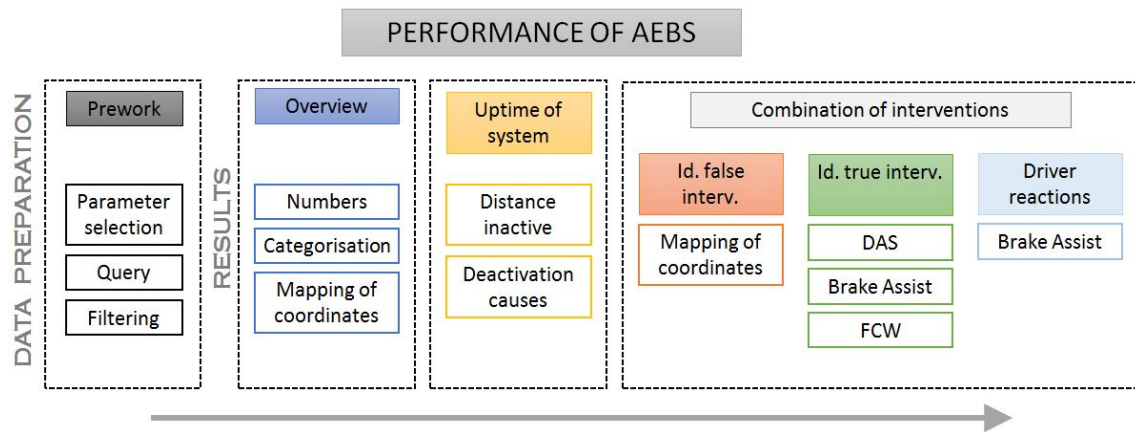 PERFORMANCE OF AEBS
DATA PREPARATION
Prework
Parameter
selection
Query
Filtering
RESULTS
Overview
Numbers
Categorisation
Mapping of
coordinates
Uptime of
system
Distance
inactive
Deactivation
causes
Combination of interventions
Id. false
interv.
Mapping of
coordinates
Id. true interv.
DAS
Brake Assist
FCW
Driver
reactions
Brake Assist